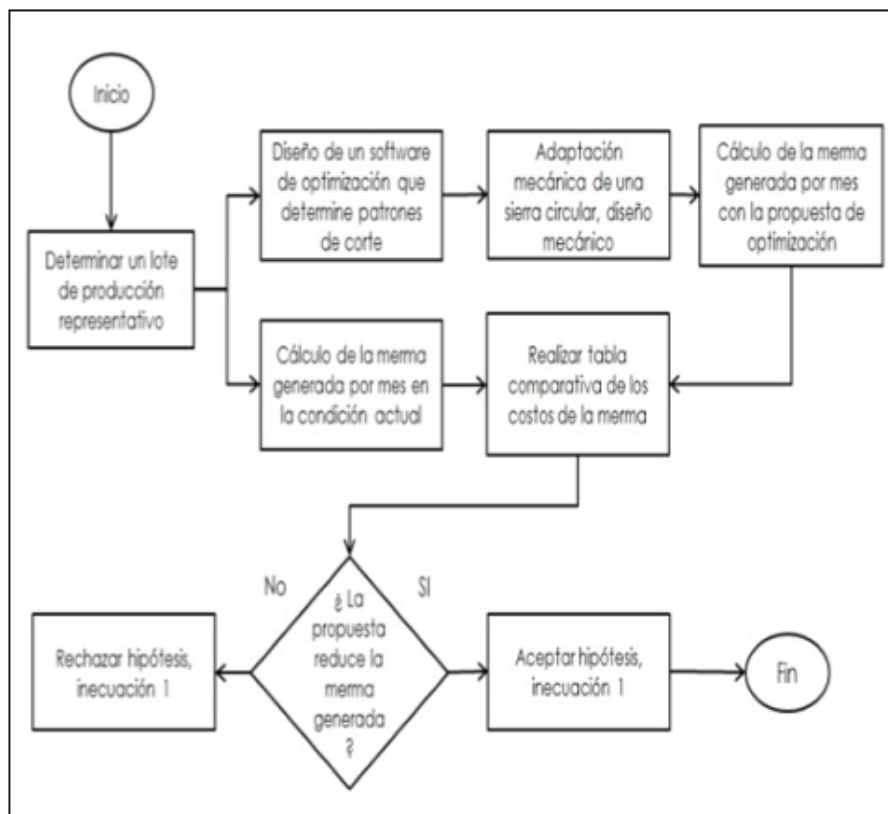 Inicio
Determinar un lote
de producción
representativo
Diseño de un software
de optimización que
determine patrones
de corte
Adaptación
mecánica de una
sierra circular, diseño
mecánico
Cálculo de la merma
generada por mes
con la propuesta de
optimización
Cálculo de la merma
generada por mes en
la condición actual
Realizar tabla
comparativa de los
costos de la merma
¿ La
propuesta
reduce la
merma
generada
?
No
SI
Rechazar hipótesis,
inecuación 1
Aceptar hipótesis,
inecuación 1
Fin